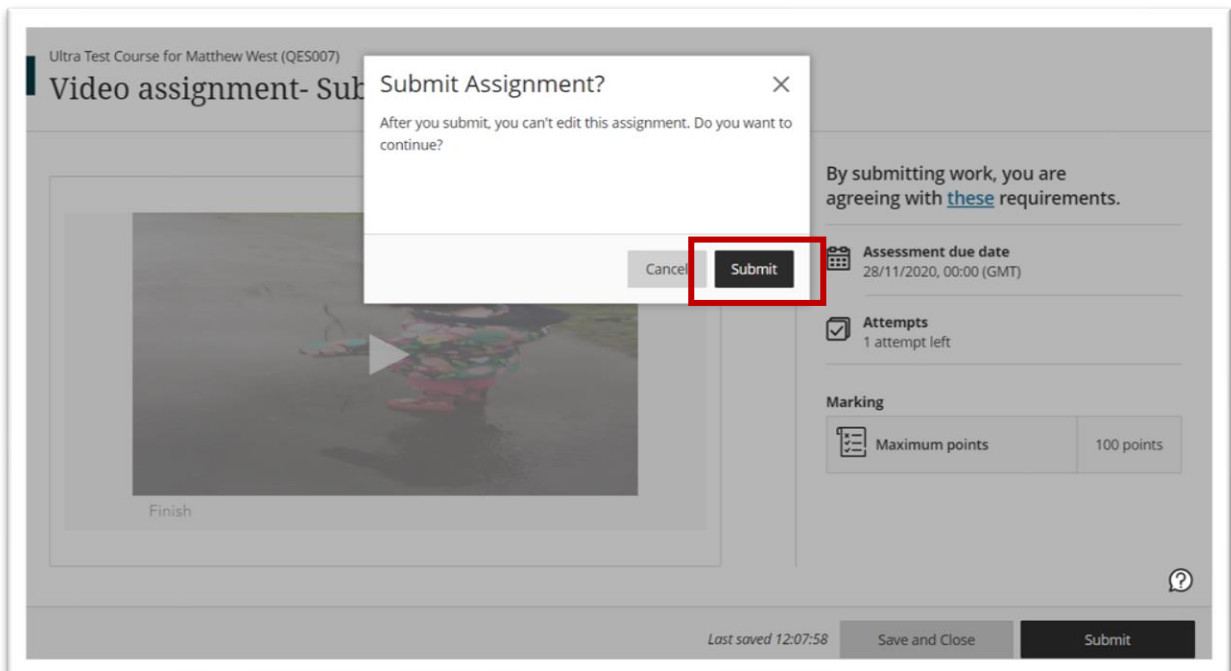 Ultra Test Course for Matthew West (QES007)
Video assignment- Sub
Submit Assignment?
After you submit, you can't edit this assignment. Do you want to
continue?
Cancel
Submit
By submitting work, you are
agreeing with these requirements.
Assessment due date
28/11/2020, 00:00 (GMT)
Attempts
1 attempt left
Marking
Maximum points
100 points
Finish
Last saved 12:07:58
Save and Close
Submit